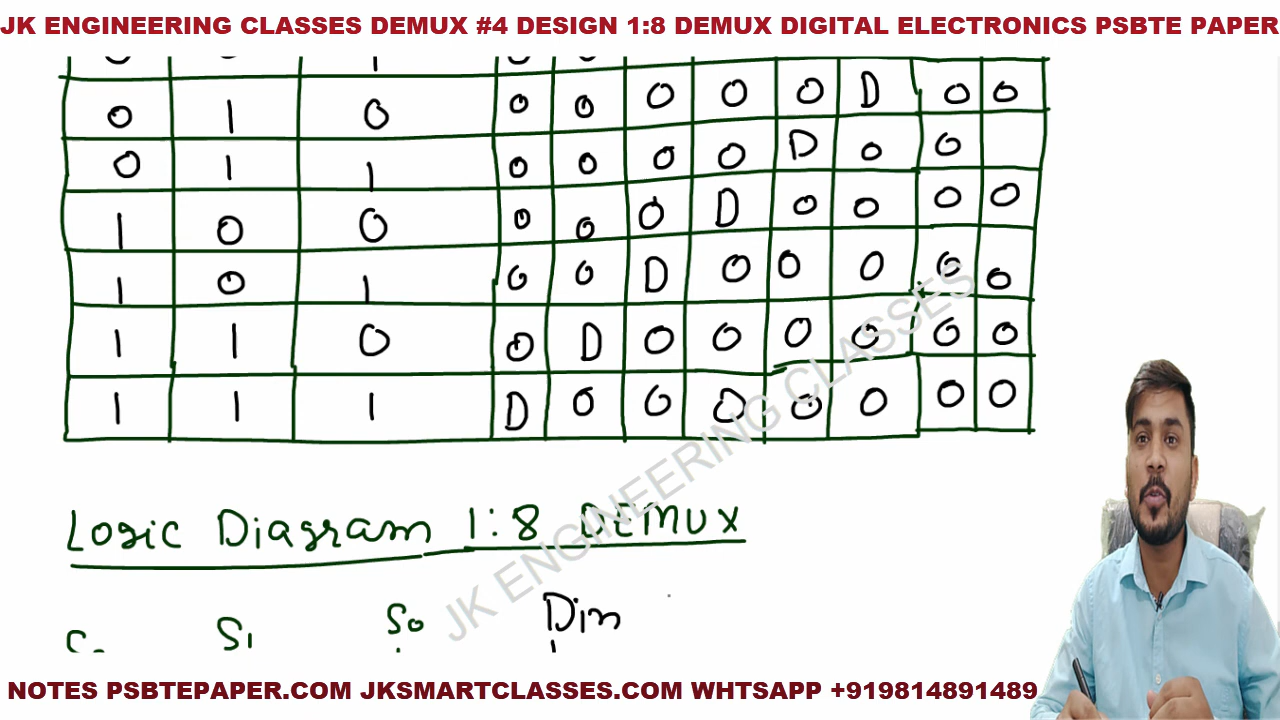 JK ENGINEERING CLASSES DEMUX #4 DESIGN 1:8 DEMUX DIGITAL ELECTRONICS PSBTE PAPER
0 1 0 0 0 0 0 0 D 0 0
0 1 1 0 0 0 0 D 0 0
1 0 0 0 0 0 D 0 0 0 0
1 0 1 0 0 D 0 0 0 0 0
1 1 0 0 D 0 0 0 0 0 0
1 1 1 D 0 0 0 0 0 0 0
JK ENGINEERING CLASSES
Logic Diagram 1:8 DEMUX
S1 S0 Din
NOTES PSBTEPAPER.COM JKSMARTCLASSES.COM WHTSAPP +919814891489